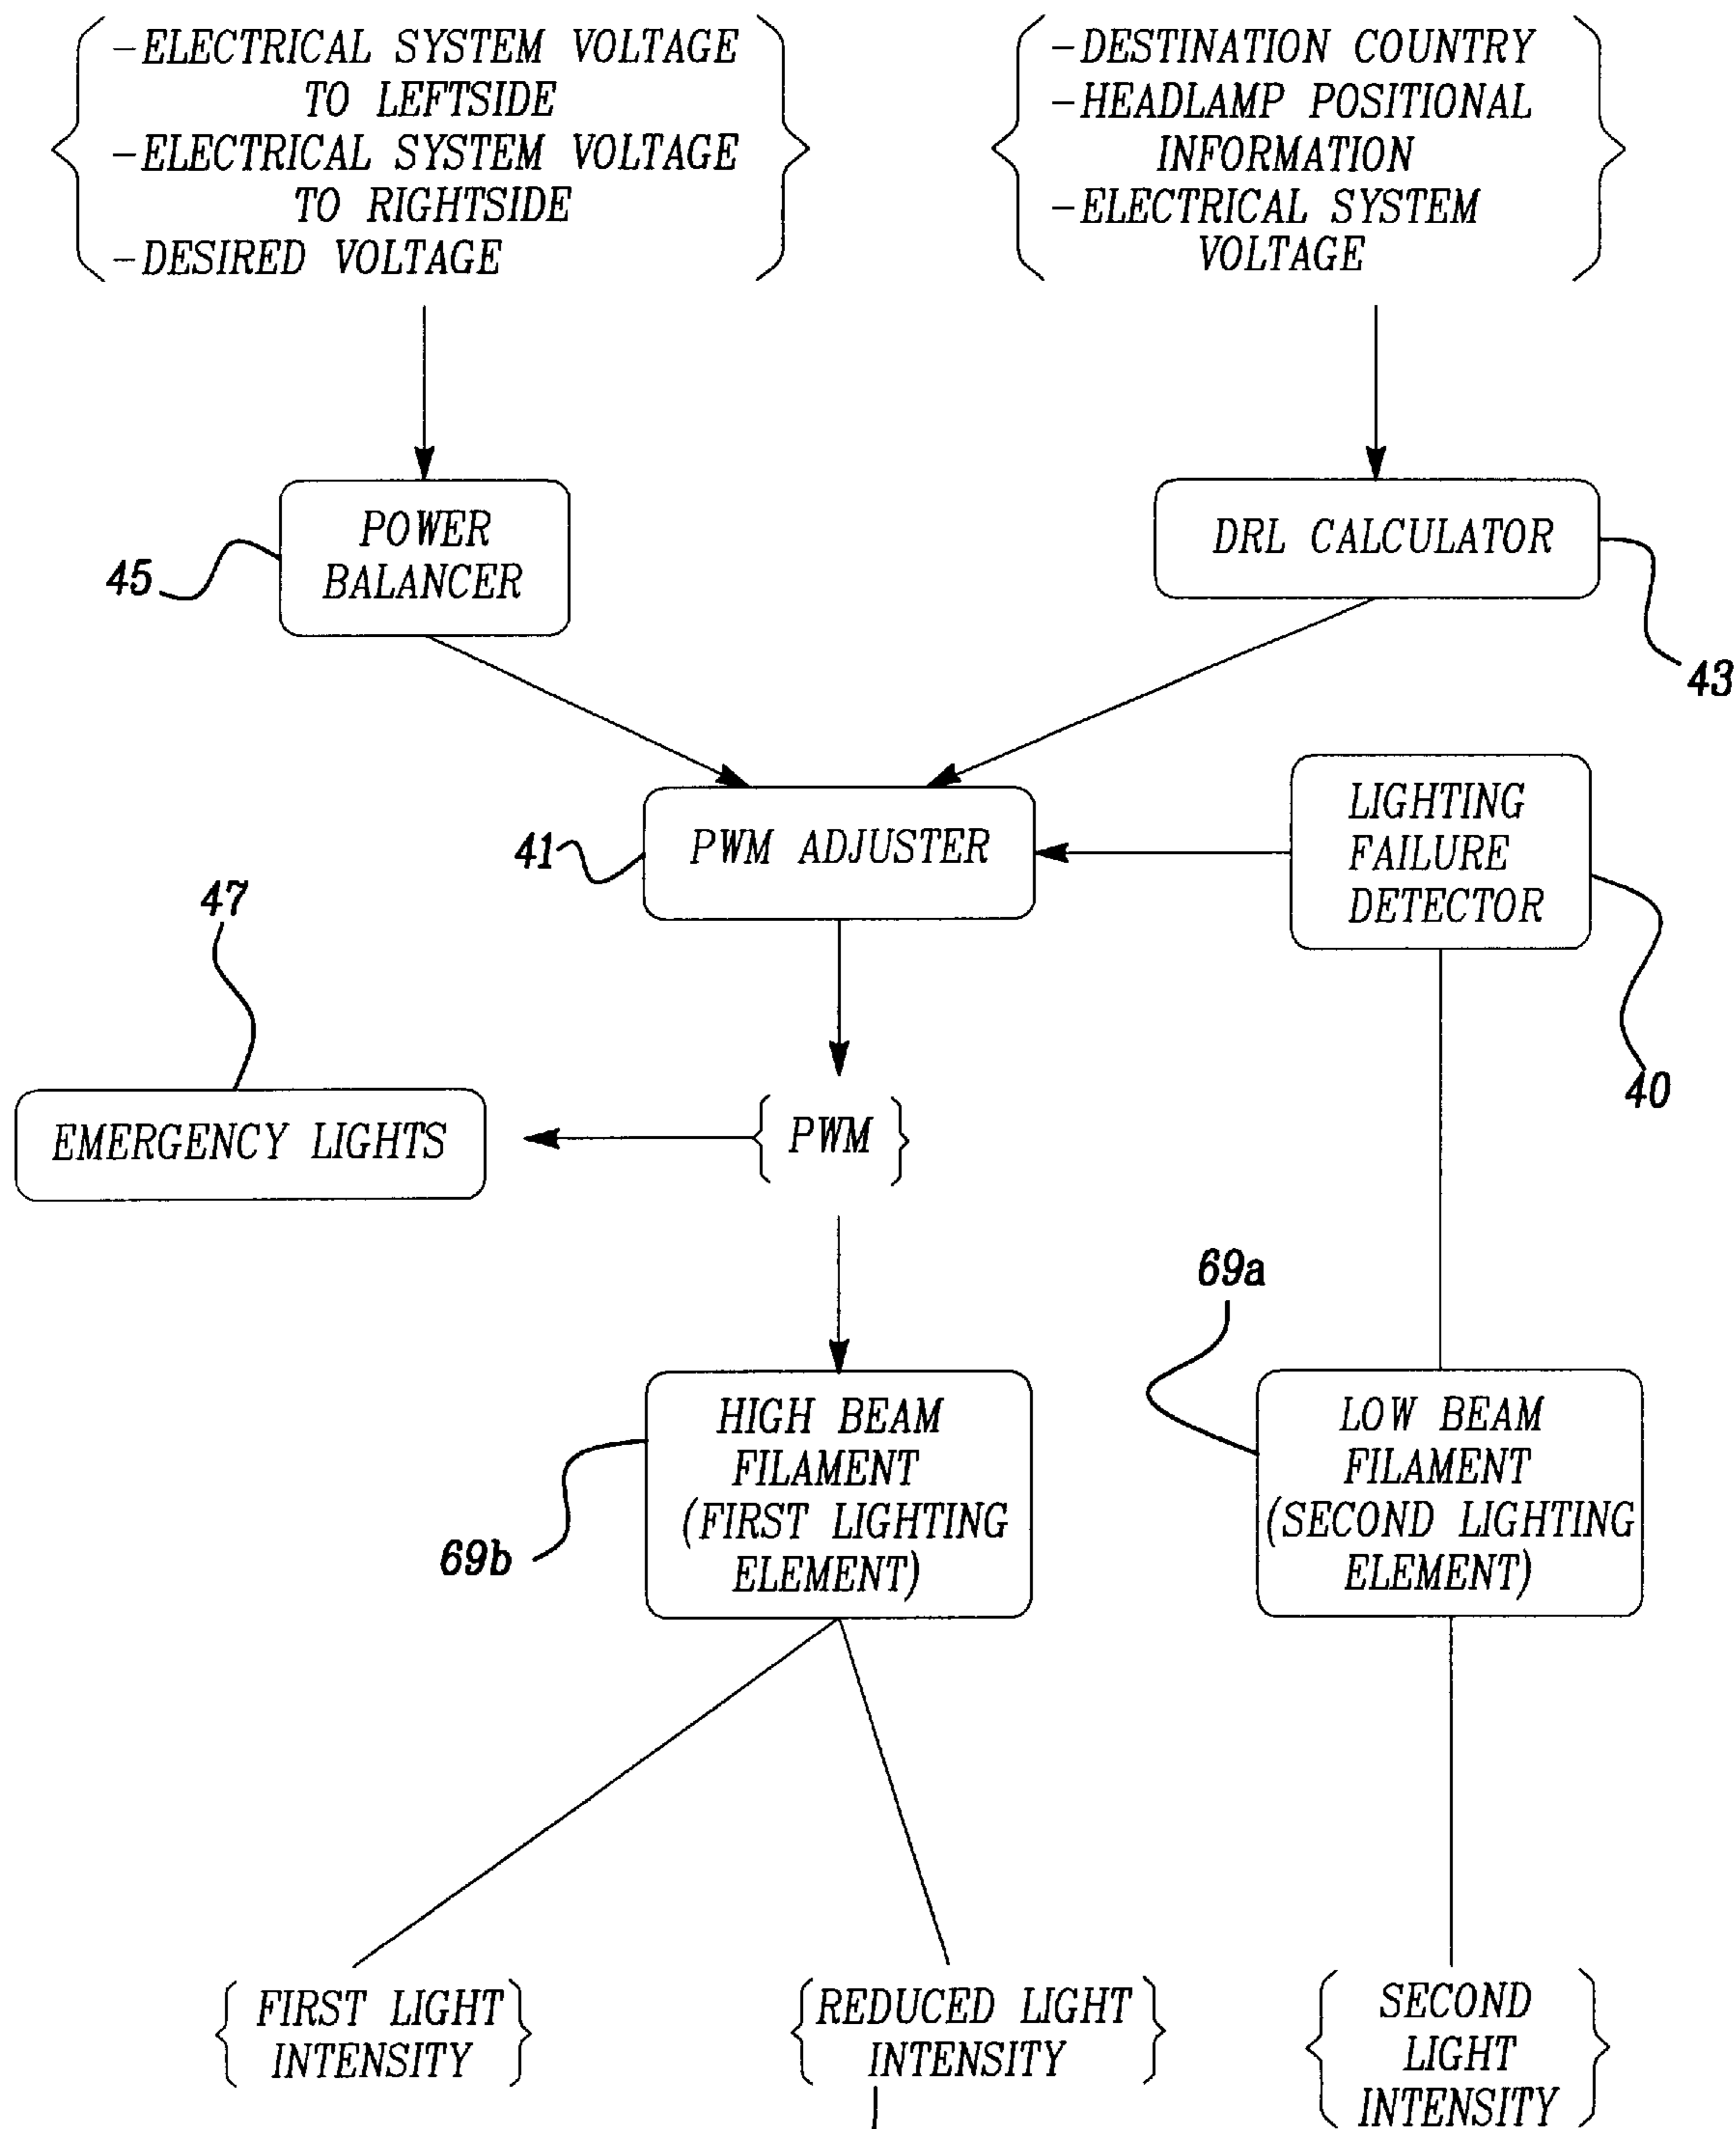 -ELECTRICAL SYSTEM VOLTAGE
TO LEFTSIDE
-ELECTRICAL SYSTEM VOLTAGE
TO RIGHTSIDE
-DESIRED VOLTAGE
-DESTINATION COUNTRY
-HEADLAMP POSITIONAL
INFORMATION
-ELECTRICAL SYSTEM
VOLTAGE
POWER
BALANCER
45
DRL CALCULATOR
43
PWM ADJUSTER
41
LIGHTING
FAILURE
DETECTOR
40
47
EMERGENCY LIGHTS
PWM
69a
HIGH BEAM
FILAMENT
(FIRST LIGHTING
ELEMENT)
69b
LOW BEAM
FILAMENT
(SECOND LIGHTING
ELEMENT)
FIRST LIGHT
INTENSITY
REDUCED LIGHT
INTENSITY
SECOND
LIGHT
INTENSITY